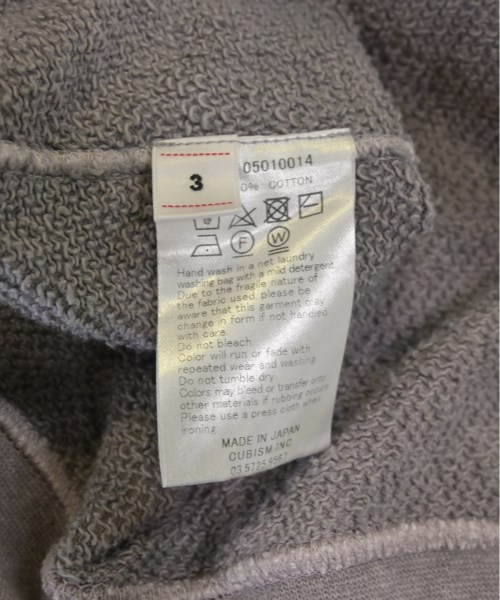 3
05010014
0% COTTON
F W
Hand wash in a net laundry
washing bag with a mild detergent
Due to the fragile nature of
the fabric used, please be
aware that this garment may
change in form if not handled
with care.
Do not bleach
Color will run or fade with
repeated wear and washing
Do not tumble dry
Colors may bleed or transfer onto
other materials if rubbing occurs
Please use a press cloth when
ironing
MADE IN JAPAN
CUBISM INC.